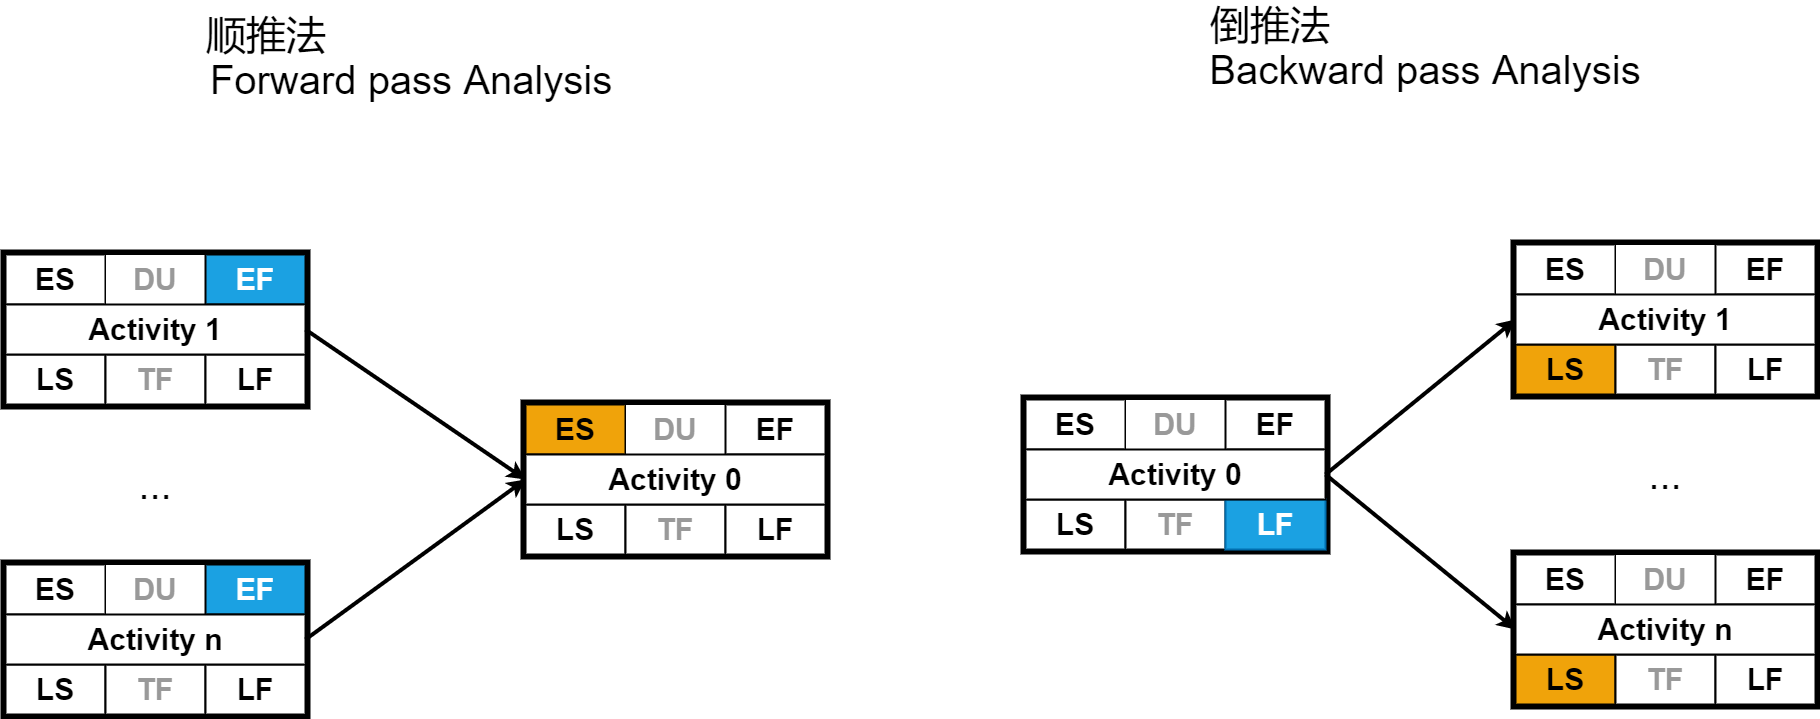 顺推法
Forward pass Analysis
ES DU EF
Activity 1
LS TF LF
...
ES DU EF
Activity n
LS TF LF
ES DU EF
Activity 0
LS TF LF
倒推法
Backward pass Analysis
ES DU EF
Activity 0
LS TF LF
ES DU EF
Activity 1
LS TF LF
...
ES DU EF
Activity n
LS TF LF